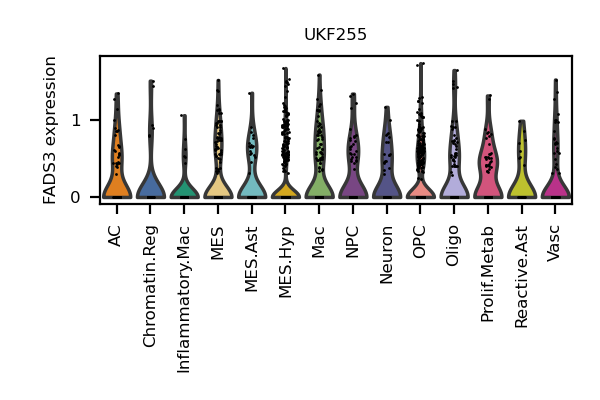 UKF255
FADS3 expression
1
0
AC
Chromatin.Reg
Inflammatory.Mac
MES
MES.Ast
MES.Hyp
Mac
NPC
Neuron
OPC
Oligo
Prolif.Metab
Reactive.Ast
Vasc